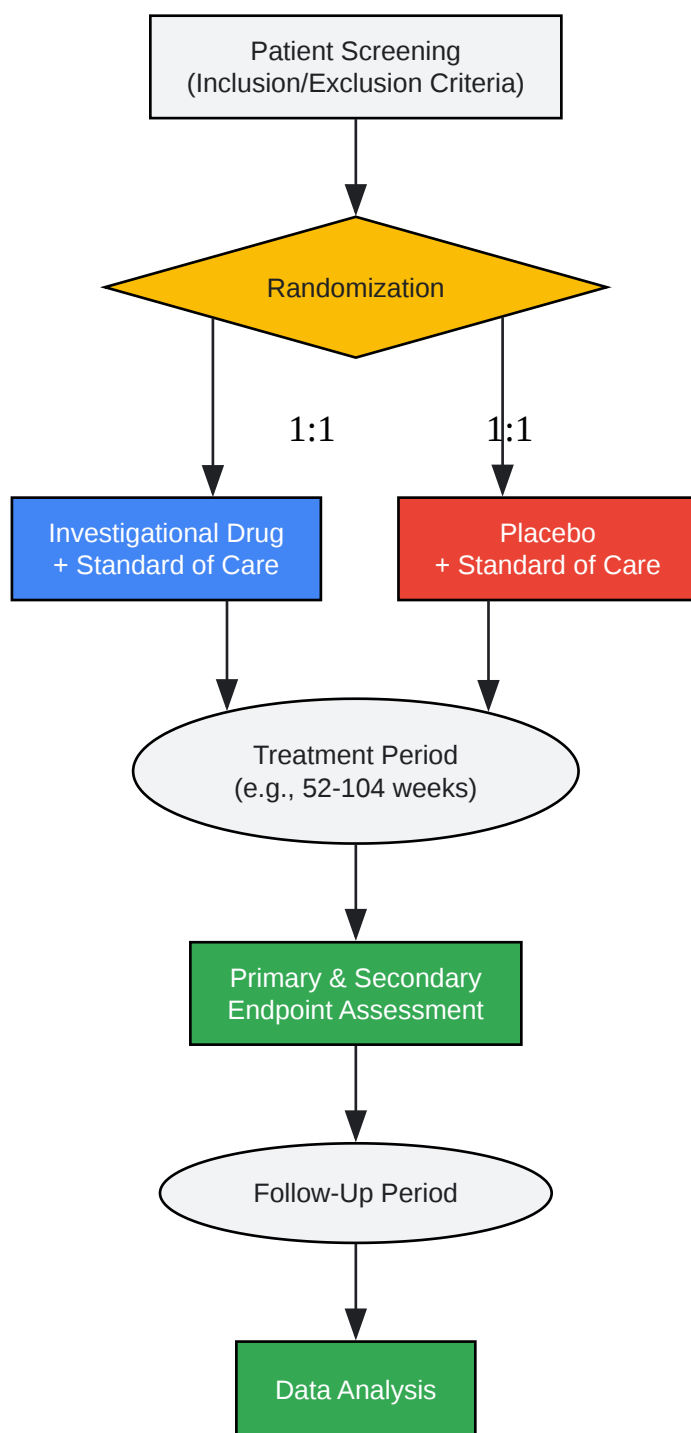 Patient Screening
(Inclusion/Exclusion Criteria)
Randomization
1:1
1:1
Investigational Drug
+ Standard of Care
Placebo
+ Standard of Care
Treatment Period
(e.g., 52-104 weeks)
Primary & Secondary
Endpoint Assessment
Follow-Up Period
Data Analysis